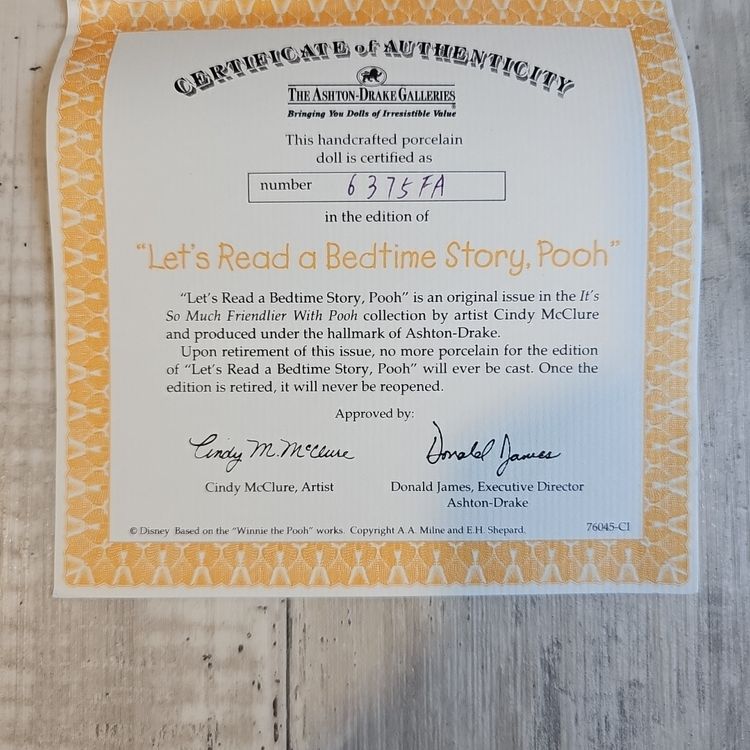 CERTIFICATE of AUTHENTICITY
THE ASHTON-DRAKE GALLERIES
Bringing You Dolls of Irresistible Value
This handcrafted porcelain
doll is certified as
number 6375FA
in the edition of
"Let's Read a Bedtime Story, Pooh"
"Let's Read a Bedtime Story, Pooh" is an original issue in the It's
So Much Friendlier With Pooh collection by artist Cindy McClure
and produced under the hallmark of Ashton-Drake.
Upon retirement of this issue, no more porcelain for the edition
of "Let's Read a Bedtime Story, Pooh" will ever be cast. Once the
edition is retired, it will never be reopened.
Approved by:
Cindy M. McClure Donald James
Cindy McClure, Artist Donald James, Executive Director
Ashton-Drake
© Disney Based on the "Winnie the Pooh" works. Copyright A.A. Milne and E.H. Shepard. 76045-C1